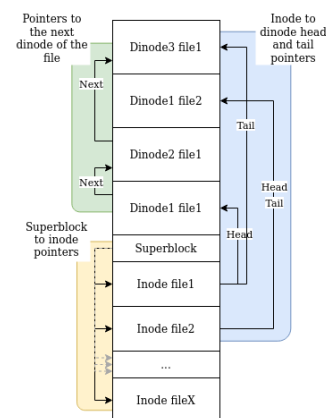 Pointers to
the next
dinode of the
file
Inode to
dinode head
and tail
pointers
Dinode3 file1
Next
Dinode1 file2
Tail
Dinode2 file1
Next
Head
Tail
Dinode1 file1
Superblock
to inode
pointers
Head
Superblock
Inode file1
Inode file2
...
Inode fileX